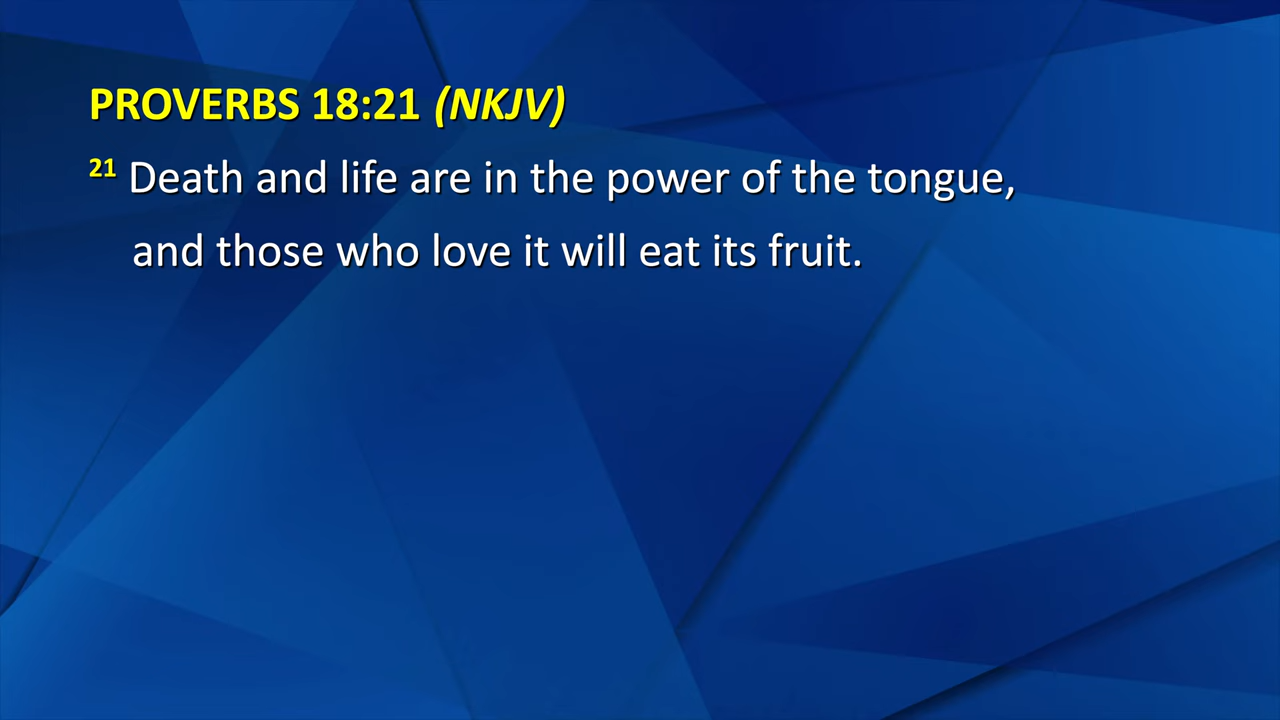 PROVERBS 18:21 (NKJV)
21 Death and life are in the power of the tongue,
and those who love it will eat its fruit.